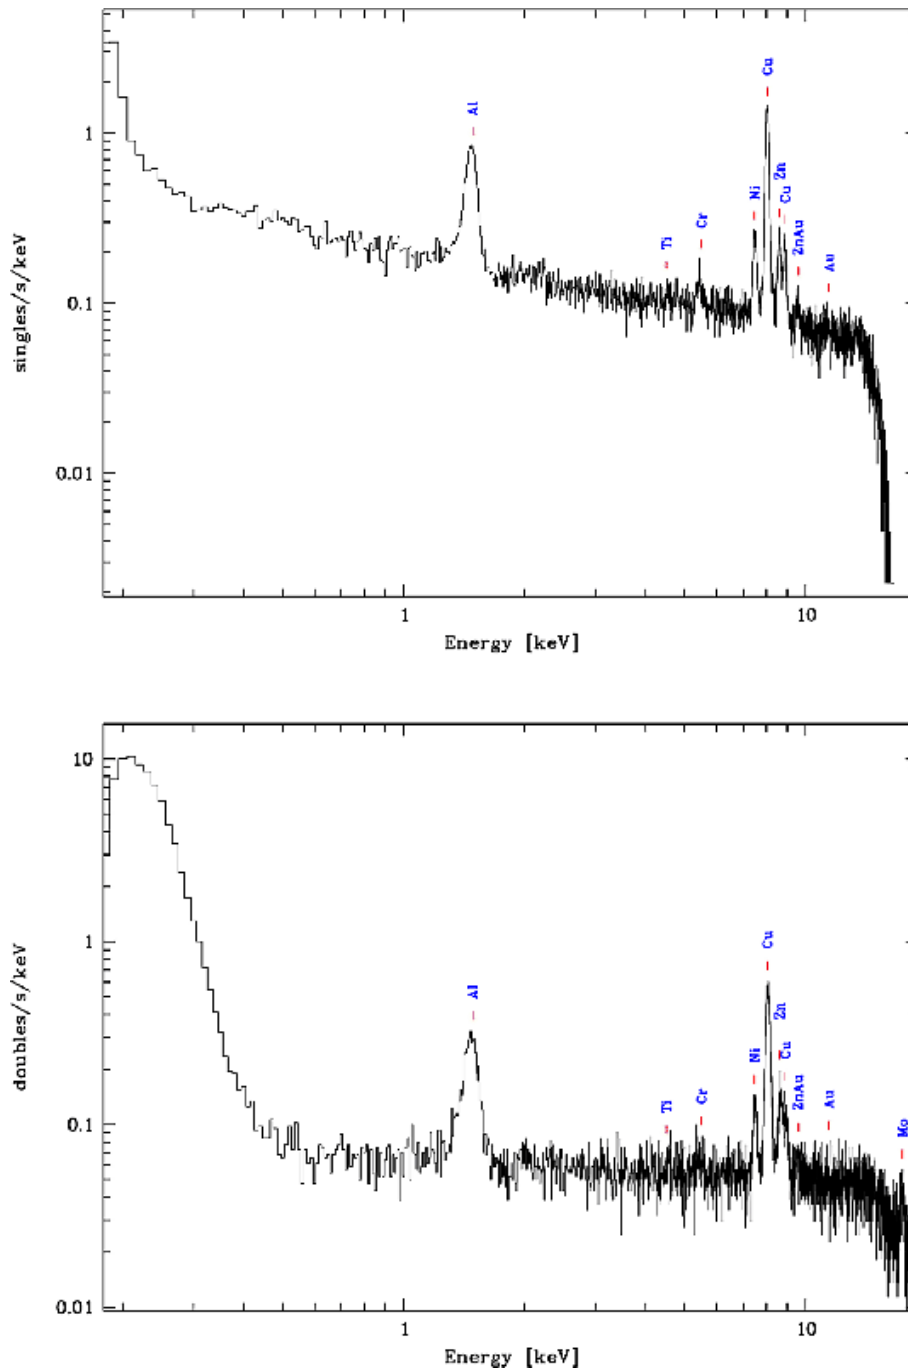 Cu
Al
Zn
Ni
Cu
Cr
Ti
ZnAu
Au
1
0.1
0.01
singles/s/keV
1
10
Energy [keV]
10
1
0.1
0.01
doubles/s/keV
Cu
Al
Zn
Ni
Cu
Ti
Cr
ZnAu
Au
Mo
1
10
Energy [keV]